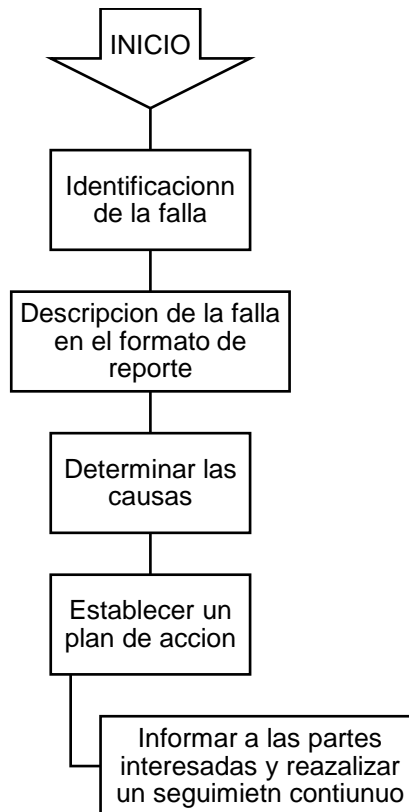 INICIO
Identificacionn
de la falla
Descripcion de la falla
en el formato de
reporte
Determinar las
causas
Establecer un
plan de accion
Informar a las partes
interesadas y reazalizar
un seguimietn contiunuo